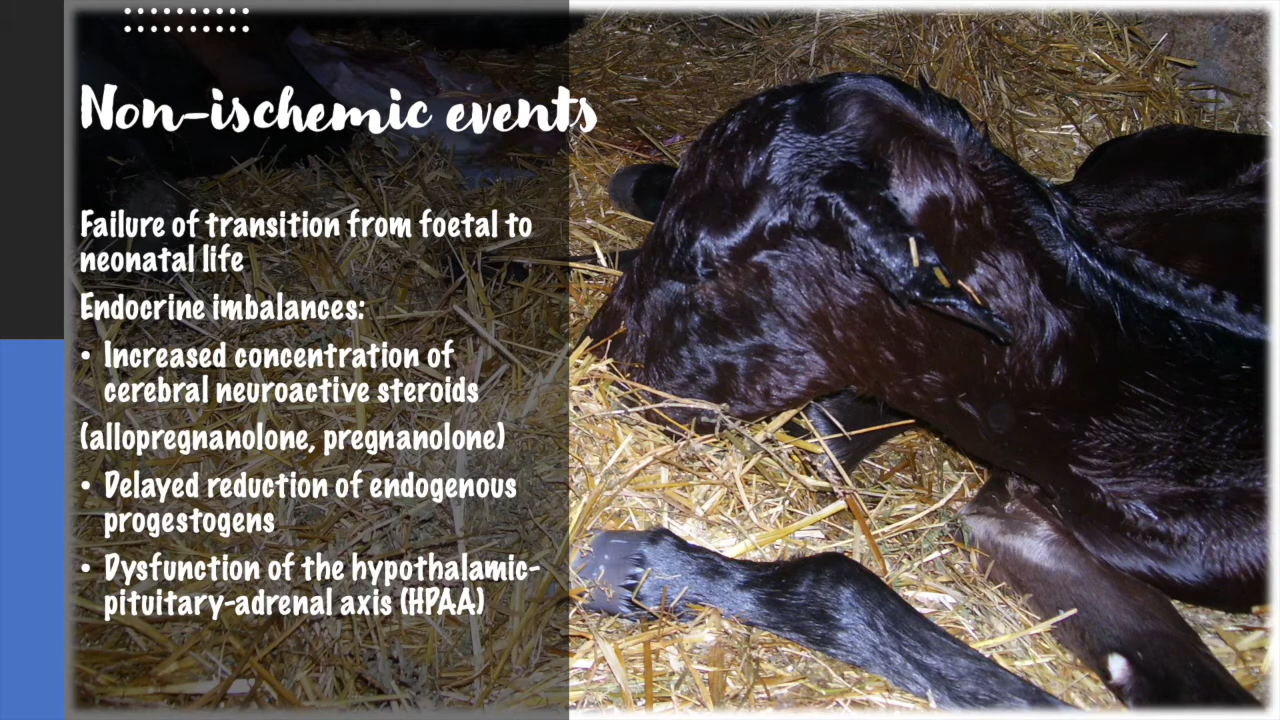 Non-ischemic events
Failure of transition from foetal to
neonatal life
Endocrine imbalances:
• Increased concentration of
cerebral neuroactive steroids
(allopregnanolone, pregnanolone)
• Delayed reduction of endogenous
progestogens
• Dysfunction of the hypothalamic-
pituitary-adrenal axis (HPAA)